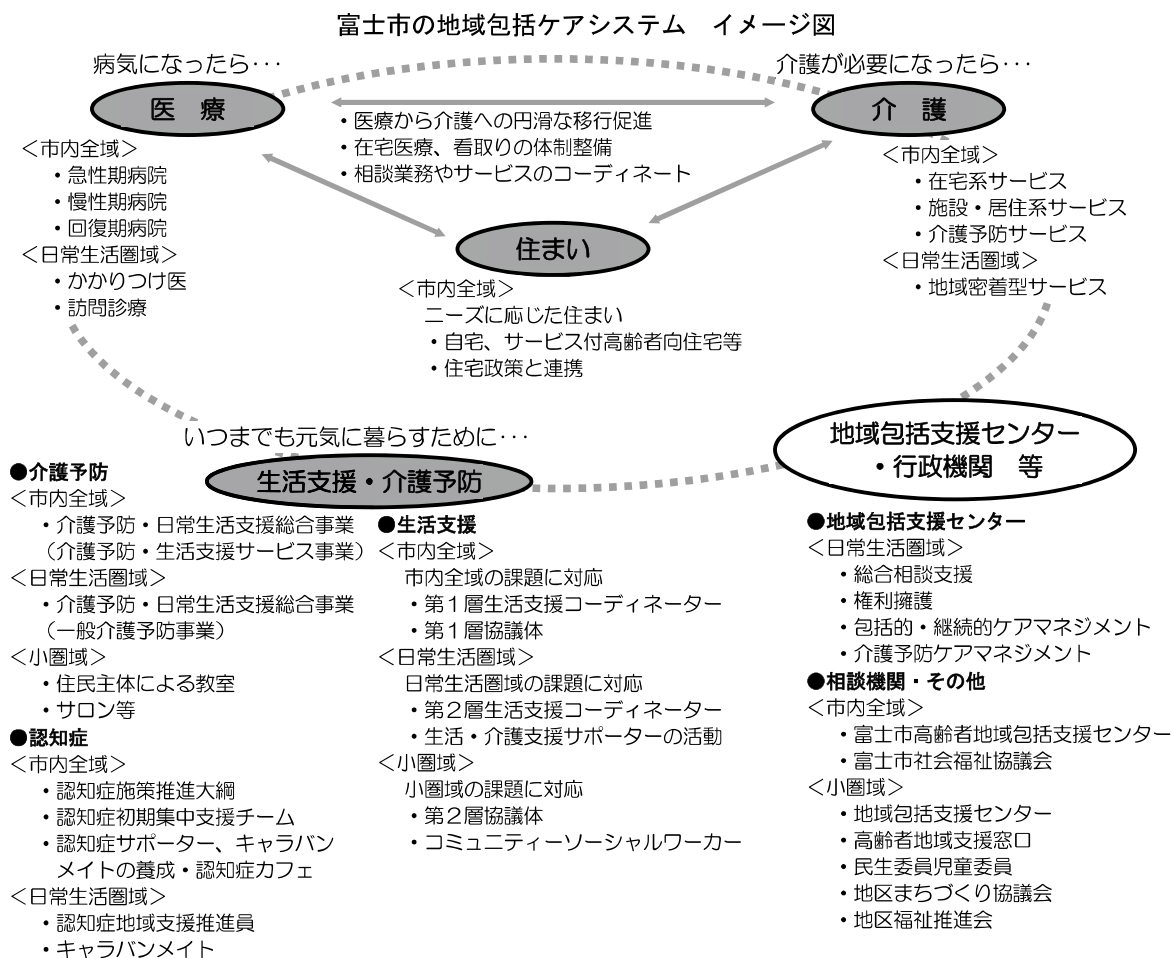 富士市の地域包括ケアシステム　イメージ図
病気になったら･･･
医　療
＜市内全域＞
・急性期病院
・慢性期病院
・回復期病院
＜日常生活圏域＞
・かかりつけ医
・訪問診療
・医療から介護への円滑な移行促進
・在宅医療、看取りの体制整備
・相談業務やサービスのコーディネート
介護が必要になったら･･･
介　護
＜市内全域＞
・在宅系サービス
・施設・居住系サービス
・介護予防サービス
＜日常生活圏域＞
・地域密着型サービス
住まい
＜市内全域＞
ニーズに応じた住まい
・自宅、サービス付高齢者向住宅等
・住宅政策と連携
いつまでも元気に暮らすために･･･
生活支援・介護予防
●介護予防
＜市内全域＞
・介護予防・日常生活支援総合事業
（介護予防・生活支援サービス事業）
＜日常生活圏域＞
・介護予防・日常生活支援総合事業
（一般介護予防事業）
＜小圏域＞
・住民主体による教室
・サロン等
●認知症
＜市内全域＞
・認知症施策推進大綱
・認知症初期集中支援チーム
・認知症サポーター、キャラバン
メイトの養成・認知症カフェ
＜日常生活圏域＞
・認知症地域支援推進員
・キャラバンメイト
●生活支援
＜市内全域＞
市内全域の課題に対応
・第１層生活支援コーディネーター
・第１層協議体
＜日常生活圏域＞
日常生活圏域の課題に対応
・第２層生活支援コーディネーター
・生活・介護支援サポーターの活動
＜小圏域＞
小圏域の課題に対応
・第２層協議体
・コミュニティーソーシャルワーカー
地域包括支援センター
・行政機関　等
●地域包括支援センター
＜日常生活圏域＞
・総合相談支援
・権利擁護
・包括的・継続的ケアマネジメント
・介護予防ケアマネジメント
●相談機関・その他
＜市内全域＞
・富士市高齢者地域包括支援センター
・富士市社会福祉協議会
＜小圏域＞
・地域包括支援センター
・高齢者地域支援窓口
・民生委員児童委員
・地区まちづくり協議会
・地区福祉推進会